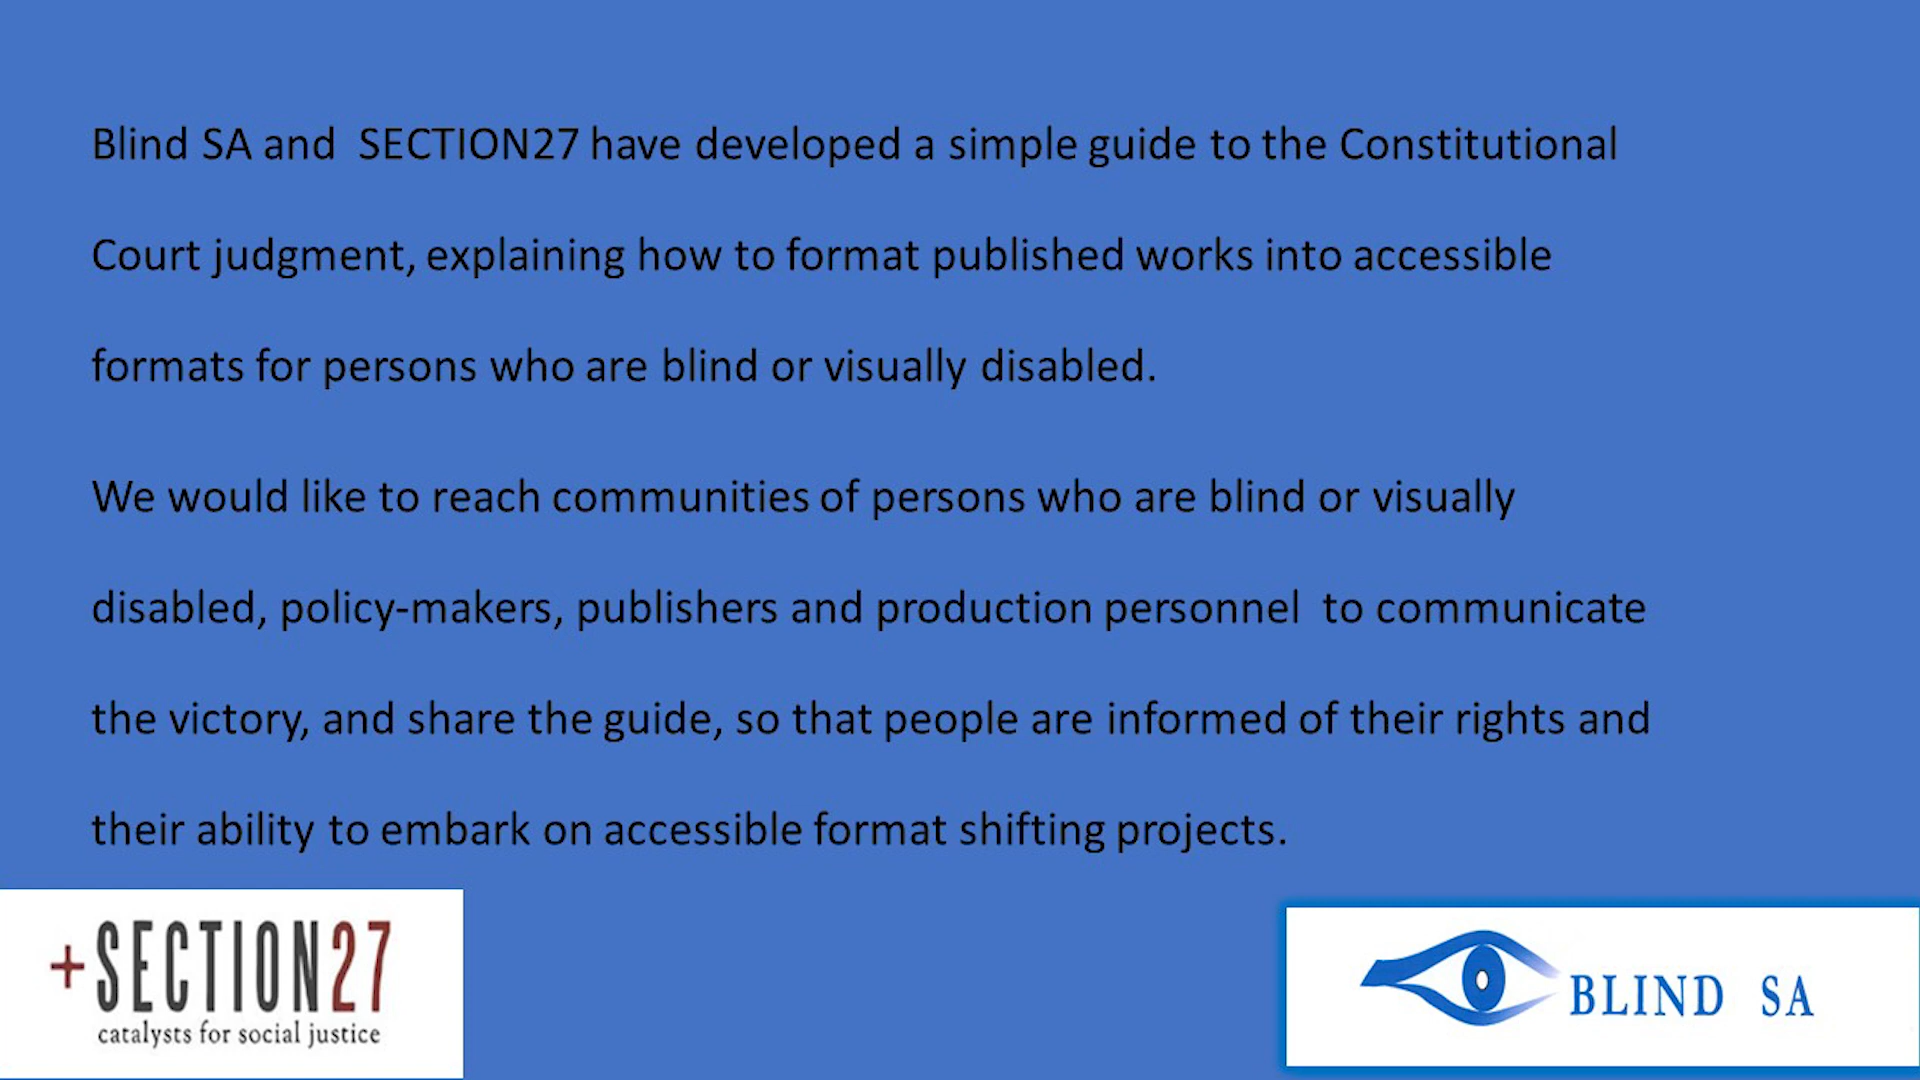 Blind SA and  SECTION27 have developed a simple guide to the Constitutional
Court judgment, explaining how to format published works into accessible
formats for persons who are blind or visually disabled.
We would like to reach communities of persons who are blind or visually
disabled, policy-makers, publishers and production personnel  to communicate
the victory, and share the guide, so that people are informed of their rights and
their ability to embark on accessible format shifting projects.
+SECTION27
catalysts for social justice
BLIND SA